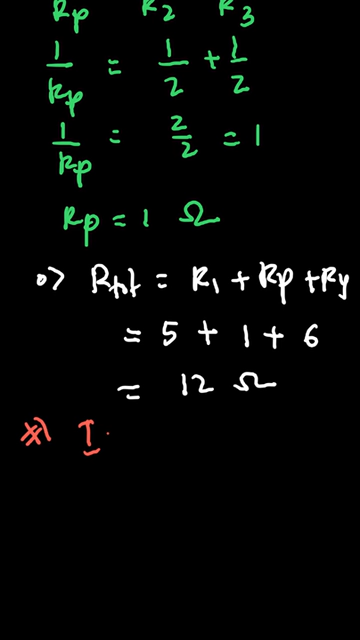 Rp R2 R3
1/Rp = 1/2 + 1/2
1/Rp = 2/2 = 1
Rp = 1 Ω
Rtot = R1 + Rp + Ry
= 5 + 1 + 6
= 12 Ω
I